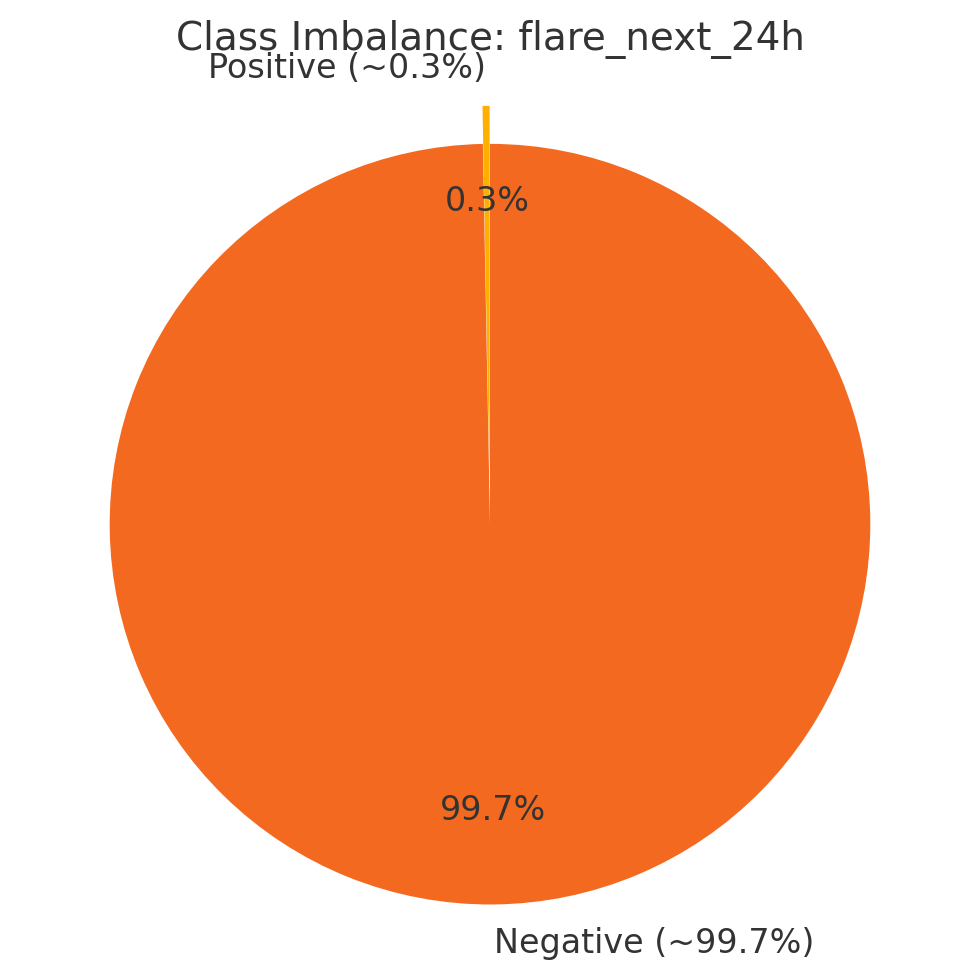 Class Imbalance: flare_next_24h
Positive (~0.3%)
0.3%
99.7%
Negative (~99.7%)